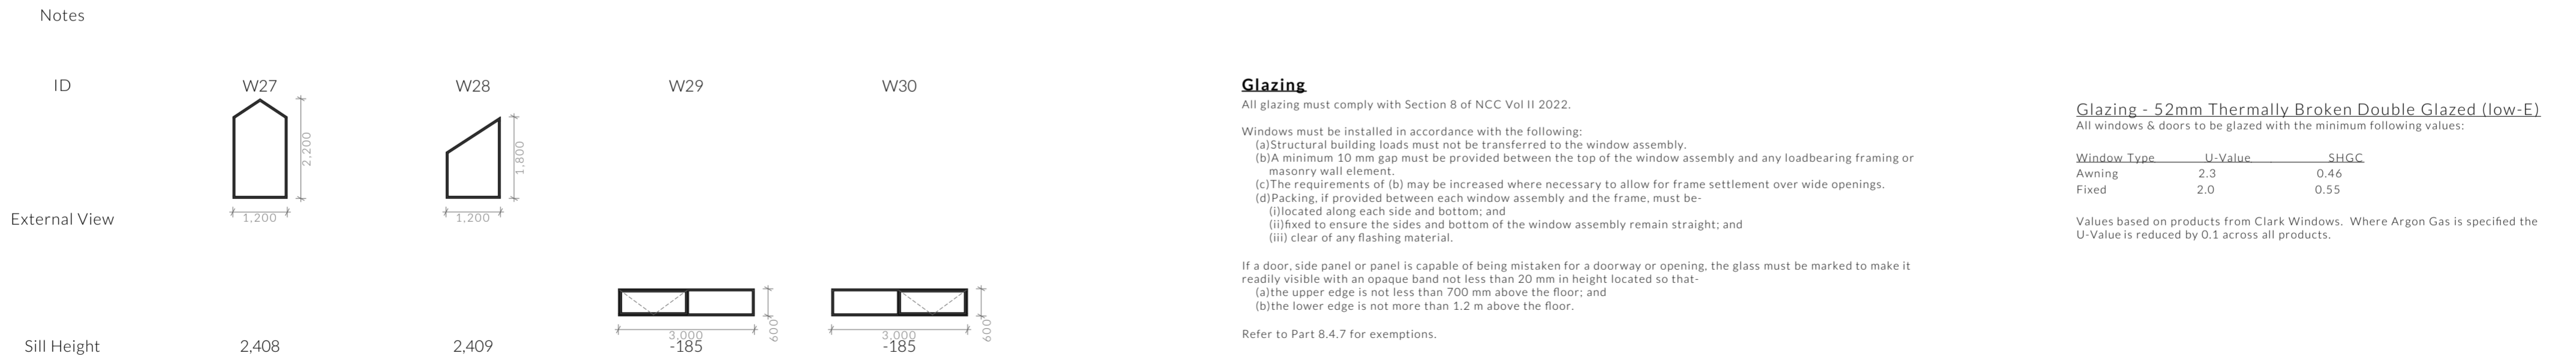 Notes
ID
W27
W28
W29
W30
2,200
1,800
1,200
1,200
External View
3,000
600
3,000
600
Sill Height
2,408
2,409
-185
-185
Glazing
All glazing must comply with Section 8 of NCC Vol II 2022.
Windows must be installed in accordance with the following:
(a)Structural building loads must not be transferred to the window assembly.
(b)A minimum 10 mm gap must be provided between the top of the window assembly and any loadbearing framing or
masonry wall element.
(c)The requirements of (b) may be increased where necessary to allow for frame settlement over wide openings.
(d)Packing, if provided between each window assembly and the frame, must be-
(i)located along each side and bottom; and
(ii)fixed to ensure the sides and bottom of the window assembly remain straight; and
(iii) clear of any flashing material.
If a door, side panel or panel is capable of being mistaken for a doorway or opening, the glass must be marked to make it
readily visible with an opaque band not less than 20 mm in height located so that-
(a)the upper edge is not less than 700 mm above the floor; and
(b)the lower edge is not more than 1.2 m above the floor.
Refer to Part 8.4.7 for exemptions.
Glazing - 52mm Thermally Broken Double Glazed (low-E)
All windows & doors to be glazed with the minimum following values:
Window Type U-Value SHGC
Awning 2.3 0.46
Fixed 2.0 0.55
Values based on products from Clark Windows. Where Argon Gas is specified the
U-Value is reduced by 0.1 across all products.